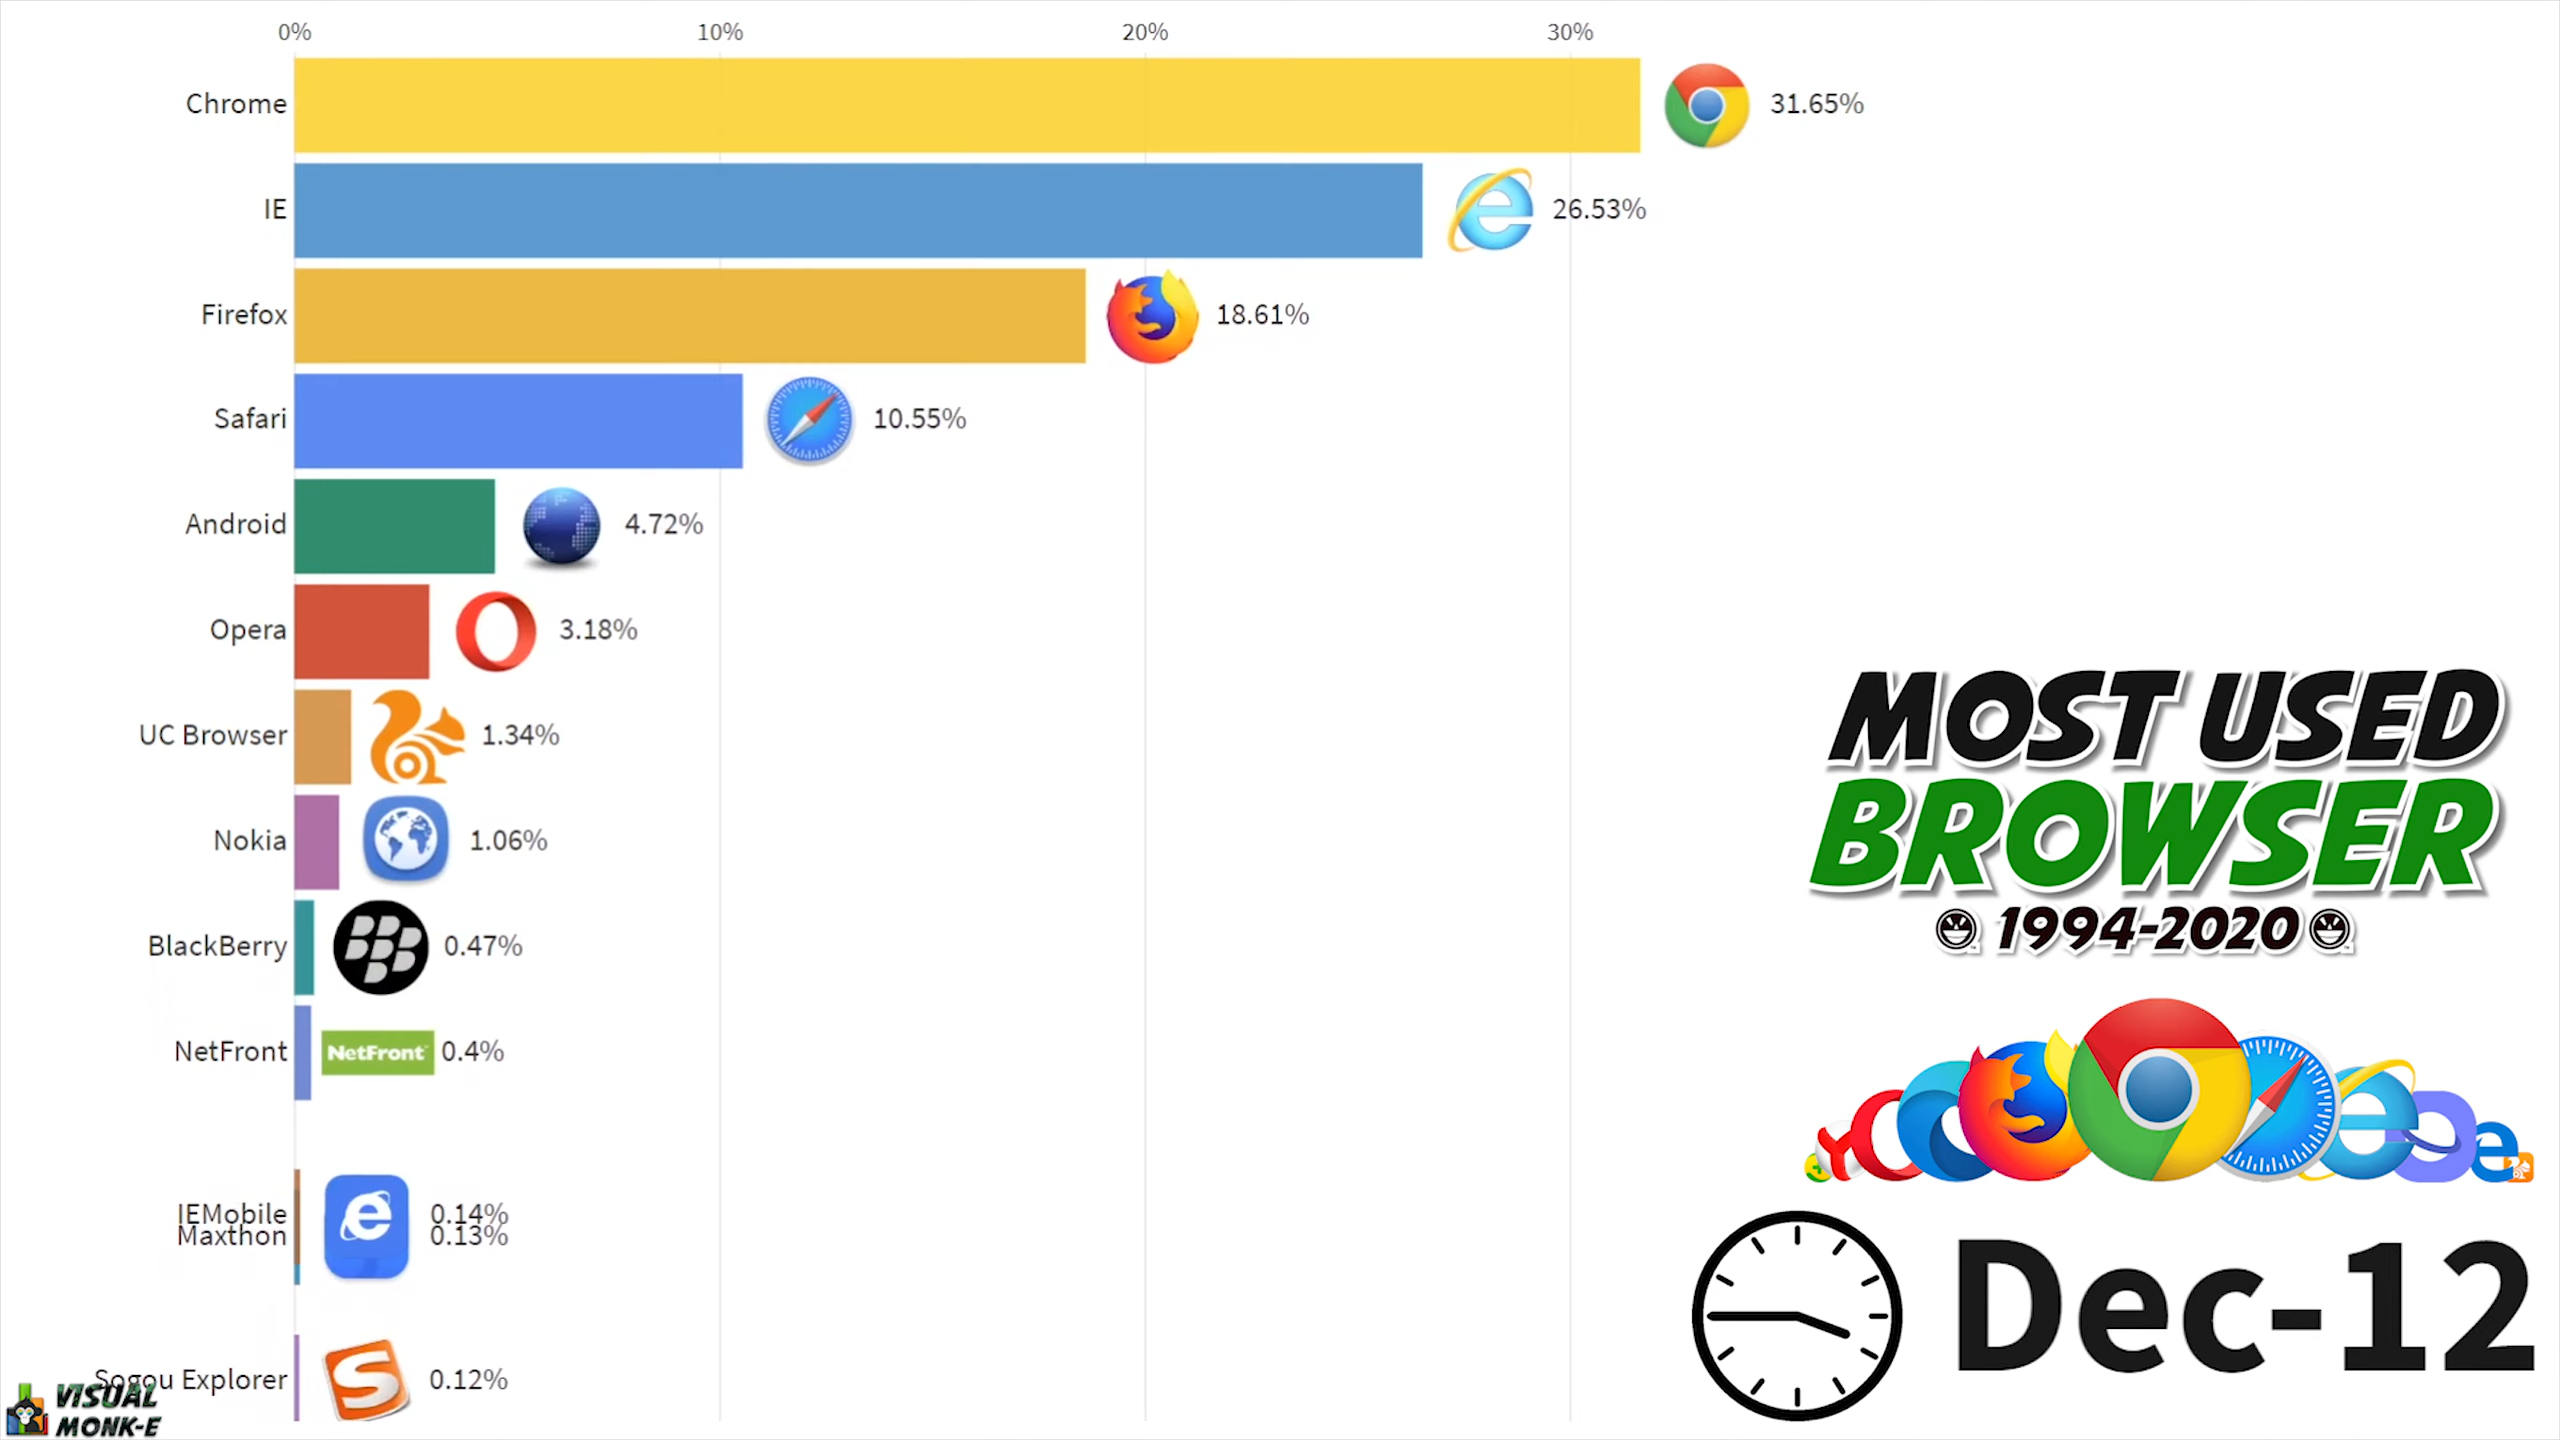 0% 10% 20% 30%
Chrome 31.65%
IE 26.53%
Firefox 18.61%
Safari 10.55%
Android 4.72%
Opera 3.18%
UC Browser 1.34%
Nokia 1.06%
BlackBerry 0.47%
NetFront NetFront 0.4%
IEMobile 0.14%
Maxthon 0.13%
Sogou Explorer 0.12%
MOST USED
BROWSER
1994-2020
Dec-12
VISUAL
MONK-E